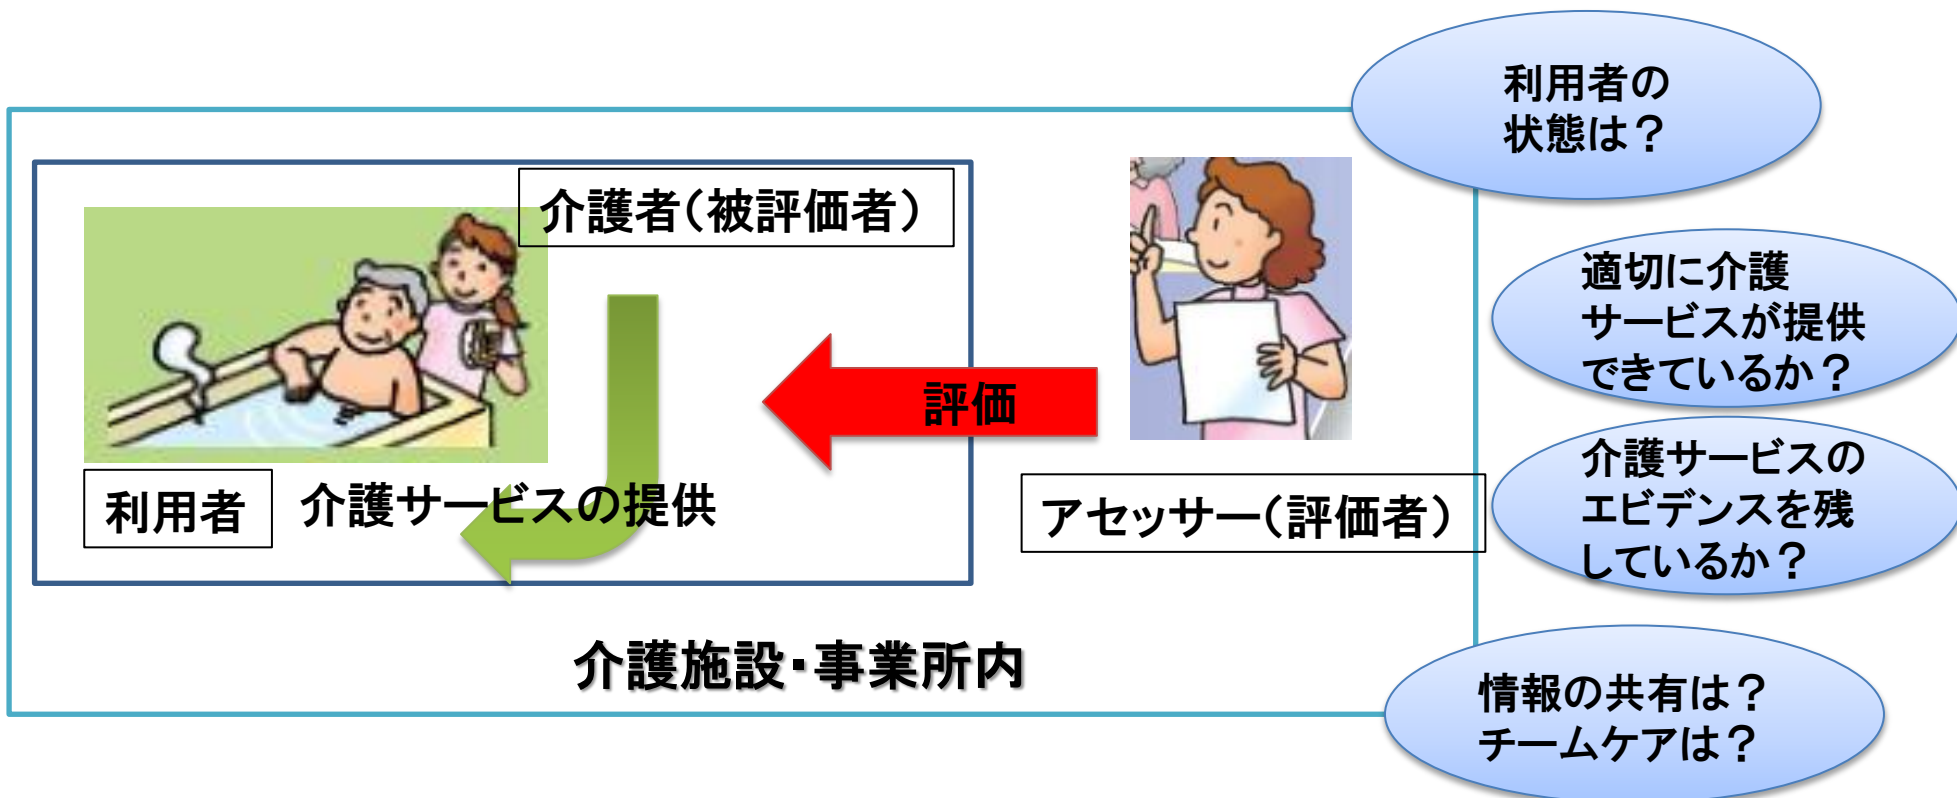 利用者の
状態は？
介護者（被評価者）
適切に介護
サービスが提供
できているか？
評価
利用者
介護サービスの提供
アセッサー（評価者）
介護サービスの
エビデンスを残
しているか？
介護施設・事業所内
情報の共有は？
チームケアは？